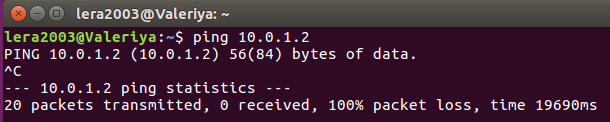 lera2003@Valeriya: ~
lera2003@Valeriya:~$ ping 10.0.1.2
PING 10.0.1.2 (10.0.1.2) 56(84) bytes of data.
^C
--- 10.0.1.2 ping statistics ---
20 packets transmitted, 0 received, 100% packet loss, time 19690ms